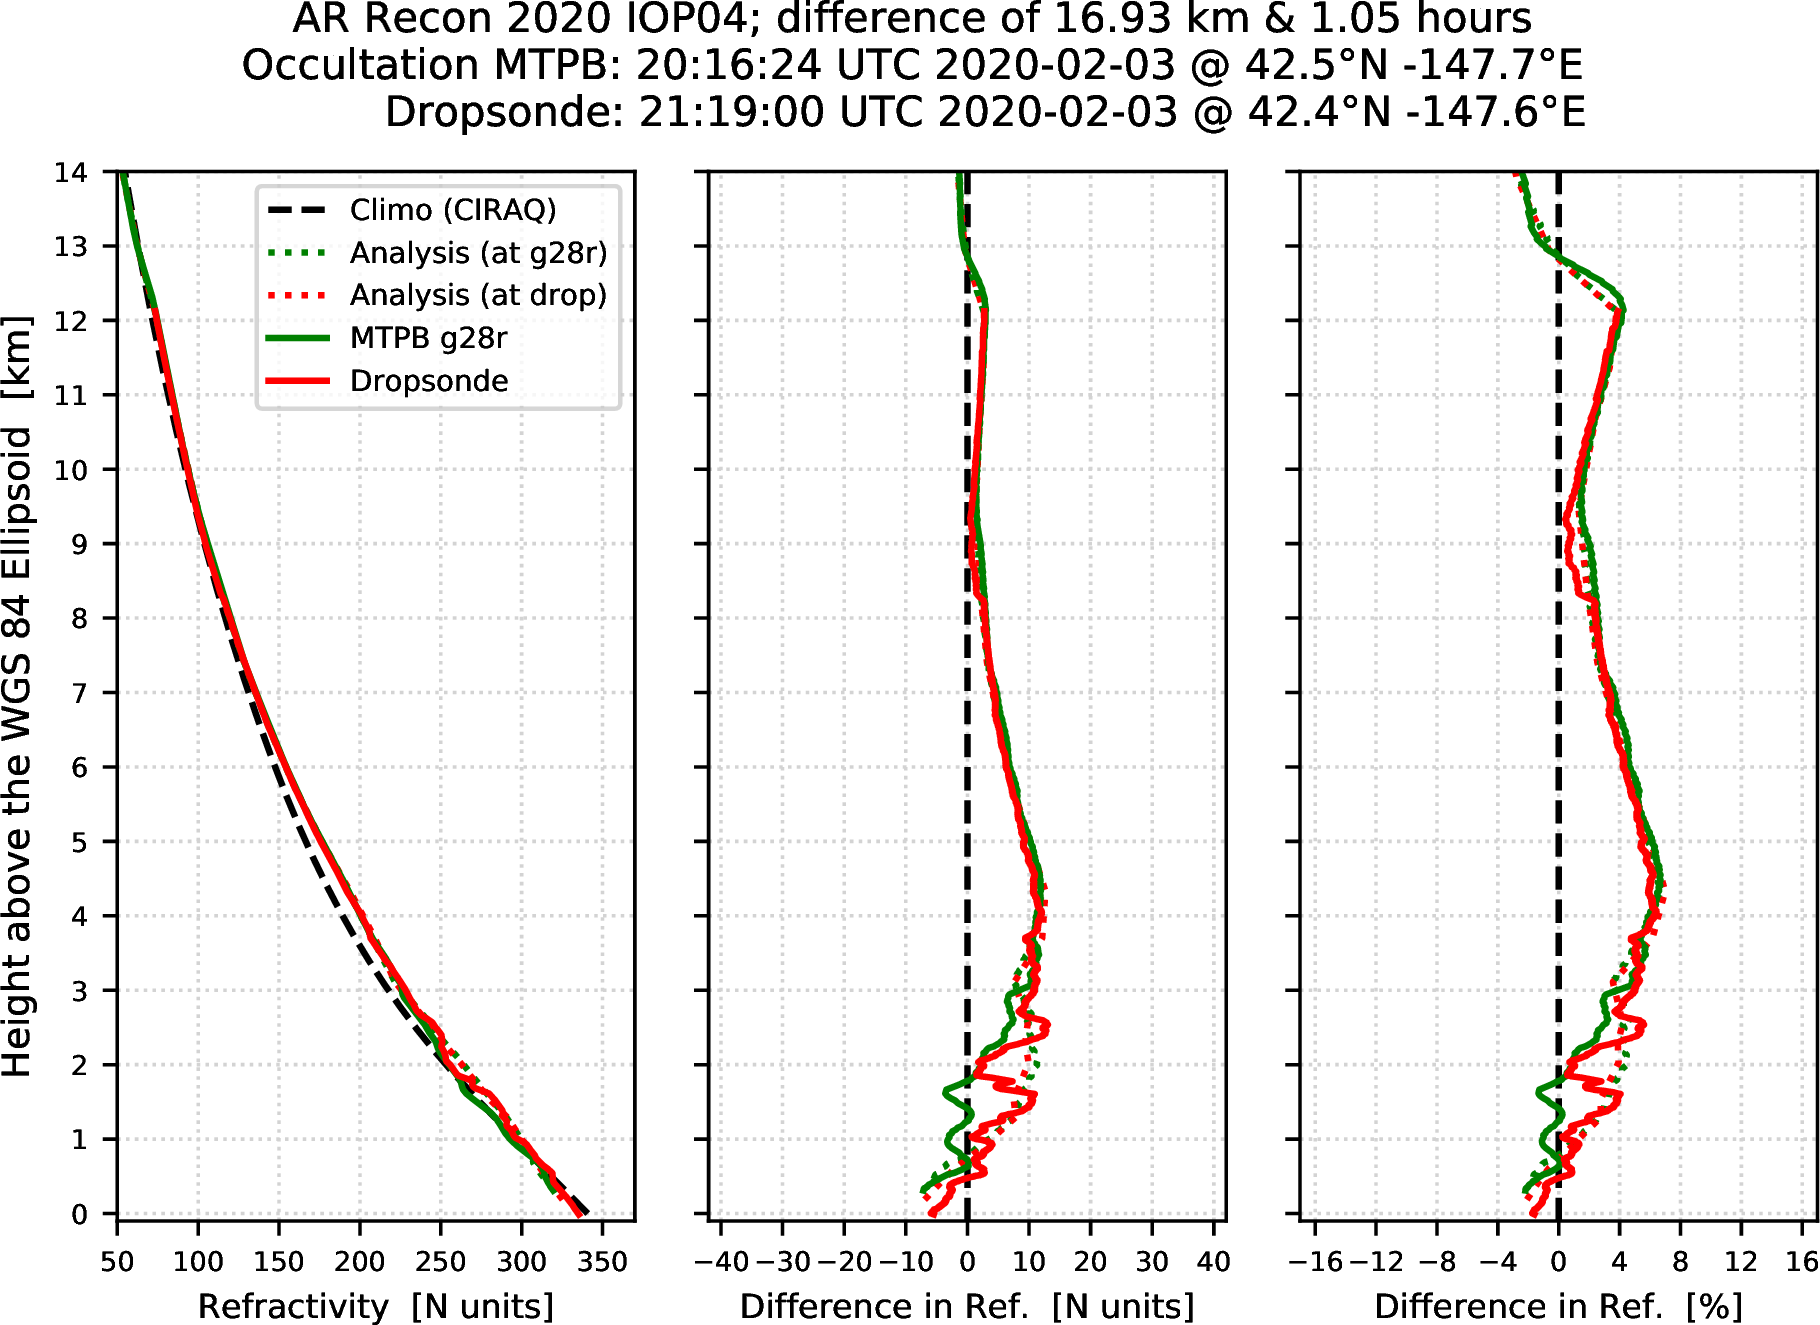 AR Recon 2020 IOP04; difference of 16.93 km & 1.05 hours
Occultation MTPB: 20:16:24 UTC 2020-02-03 @ 42.5°N -147.7°E
Dropsonde: 21:19:00 UTC 2020-02-03 @ 42.4°N -147.6°E
Height above the WGS 84 Ellipsoid [km]
14
13
12
11
10
9
8
7
6
5
4
3
2
1
0
Climo (CIRAQ)
Analysis (at g28r)
Analysis (at drop)
MTPB g28r
Dropsonde
50 100 150 200 250 300 350
Refractivity [N units]
−40 −30 −20 −10 0 10 20 30 40
Difference in Ref. [N units]
−16 −12 −8 −4 0 4 8 12 16
Difference in Ref. [%]